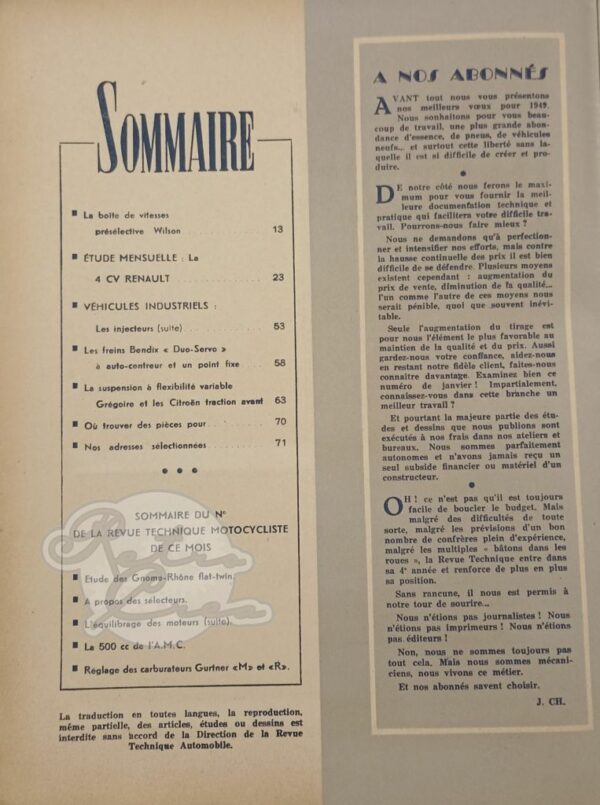 SOMMAIRE
La boîte de vitesses
présélective Wilson 13
ÉTUDE MENSUELLE : La
4 CV RENAULT 23
VÉHICULES INDUSTRIELS :
Les injecteurs (suite) 53
Les freins Bendix « Duo-Servo »
à auto-centreur et un point fixe 58
La suspension à flexibilité variable
Grégoire et les Citroën traction avant 63
Où trouver des pièces pour 70
Nos adresses sélectionnées 71
SOMMAIRE DU N°
DE LA REVUE TECHNIQUE MOTOCYCLISTE
DE CE MOIS
Etude des Gnome-Rhône flat-twin.
A propos des sélecteurs.
L'équilibrage des moteurs (suite).
La 500 cc de l'A.M.C.
Réglage des carburateurs Gurtner «M» et «R».
La traduction en toutes langues, la reproduction,
même partielle, des articles, études ou dessins est
interdite sans accord de la Direction de la Revue
Technique Automobile.
A NOS ABONNÉS
AVANT tout nous vous présentons
nos meilleurs vœux pour 1949.
Nous souhaitons pour vous beau-
coup de travail, une plus grande abon-
dance d'essence, de pneus, de véhicules
neufs... et surtout cette liberté sans la-
quelle il est si difficile de créer et pro-
duire.
DE notre côté nous ferons le maxi-
mum pour vous fournir la meil-
leure documentation technique et
pratique qui facilitera votre difficile tra-
vail. Pourrons-nous faire mieux ?
Nous ne demandons qu'à perfection-
ner et intensifier nos efforts, mais contre
la hausse continuelle des prix il est bien
difficile de se défendre. Plusieurs moyens
existent cependant : augmentation du
prix de vente, diminution de la qualité...
l'un comme l'autre de ces moyens nous
serait pénible, quoi que souvent inévi-
table.
Seule l'augmentation du tirage est
pour nous l'élément le plus favorable au
maintien de la qualité et du prix. Aussi
gardez-nous votre confiance, aidez-nous
en restant notre fidèle client, faites-nous
connaître davantage. Examinez bien ce
numéro de janvier ! Impartialement,
connaissez-vous dans cette branche un
meilleur travail ?
Et pourtant la majeure partie des étu-
des et dessins que nous publions sont
exécutés à nos frais dans nos ateliers et
bureaux. Nous sommes parfaitement
autonomes et n'avons jamais reçu un
seul subside financier ou matériel d'un
constructeur.
OH ! ce n'est pas qu'il est toujours
facile de boucler le budget. Mais
malgré des difficultés de toute
sorte, malgré les prévisions d'un bon
nombre de confrères plein d'expérience,
malgré les multiples « bâtons dans les
roues », la Revue Technique entre dans
sa 4e année et renforce de plus en plus
sa position.
Sans rancune, il nous est permis à
notre tour de sourire...
Nous n'étions pas journalistes ! Nous
n'étions pas imprimeurs ! Nous n'étions
pas éditeurs !
Non, nous ne sommes toujours pas
tout cela. Mais nous sommes mécani-
ciens, nous vivons ce métier.
Et nos abonnés savent choisir.
J. CH.